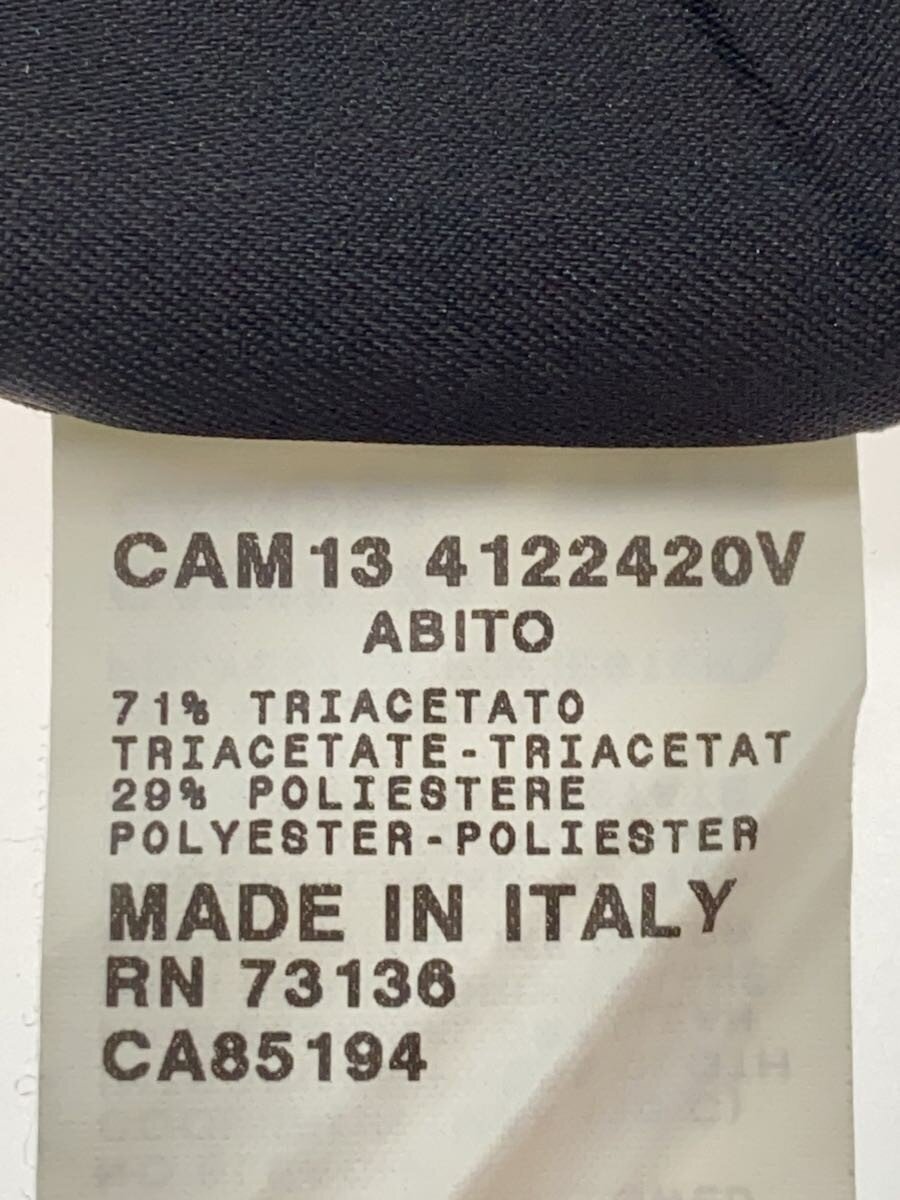 CAM13 4122420V
ABITO
71% TRIACETATO
TRIACETATE-TRIACETAT
29% POLIESTERE
POLYESTER-POLIESTER
MADE IN ITALY
RN 73136
CA85194